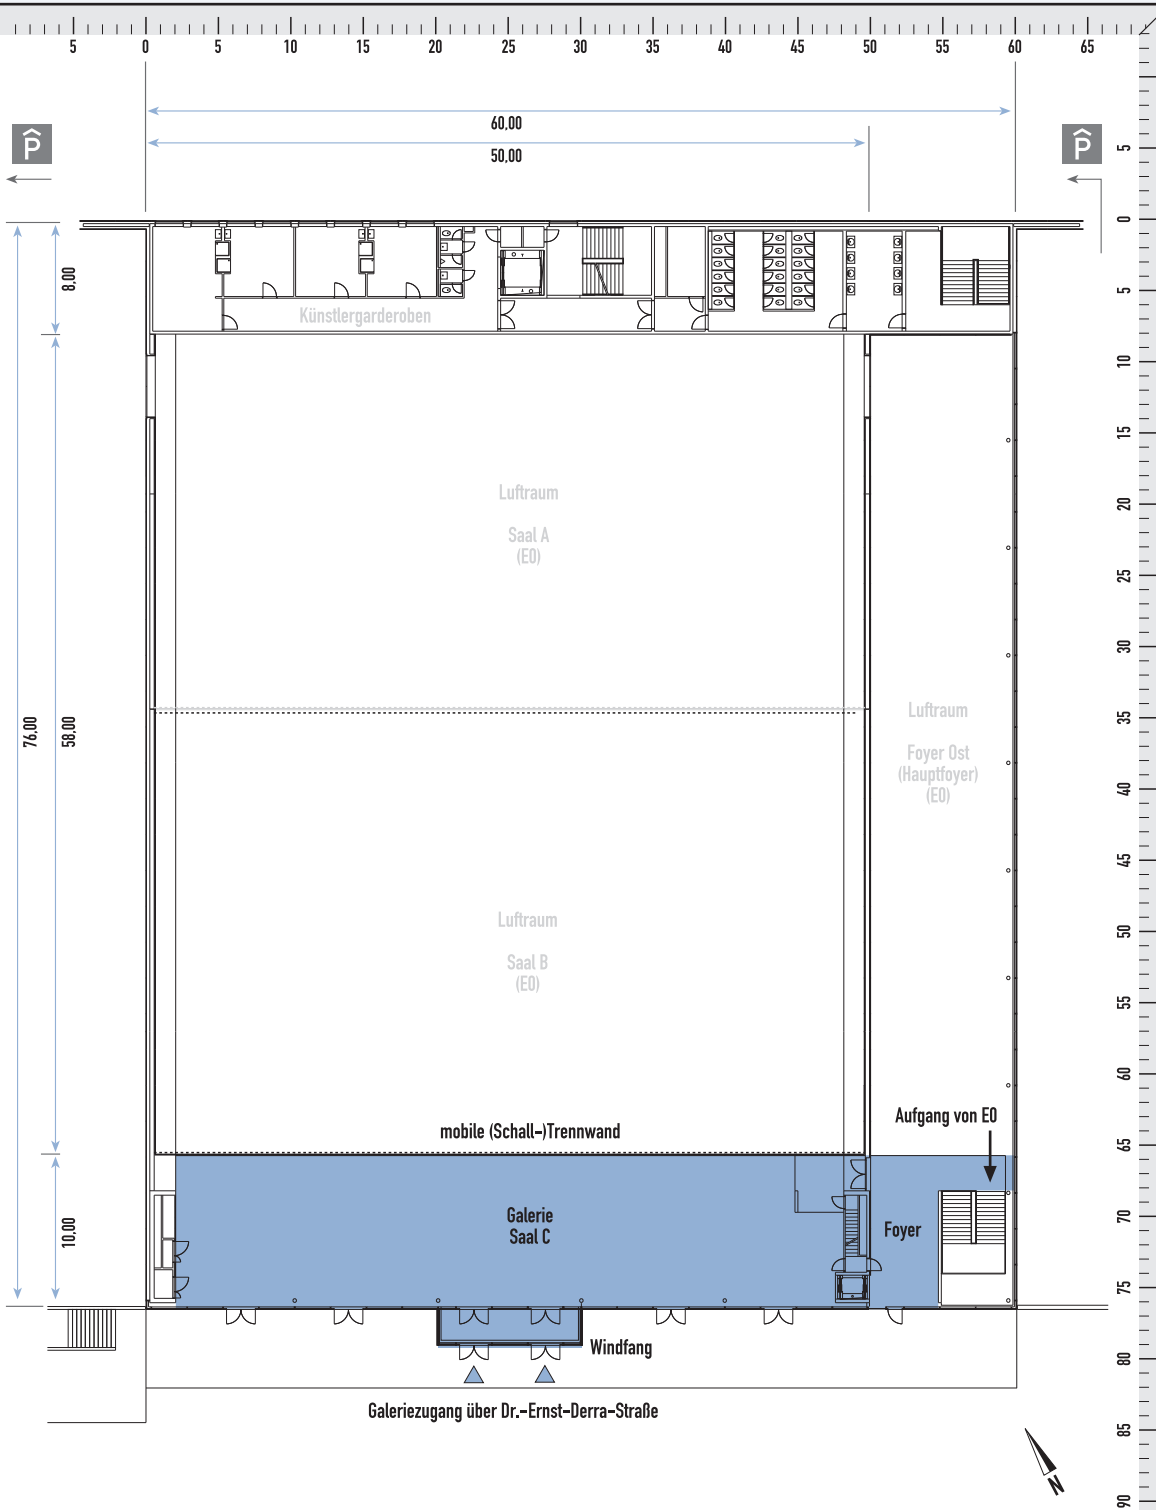 5 0 5 10 15 20 25 30 35 40 45 50 55 60 65
60,00
50,00
P
P
5
0
5
10
15
20
25
30
35
40
45
50
55
60
65
70
75
80
85
90
8,00
76,00
58,00
10,00
Künstlergarderoben
Luftraum
Saal A
(E0)
Luftraum
Foyer Ost
(Hauptfoyer)
(E0)
Luftraum
Saal B
(E0)
Aufgang von E0
mobile (Schall-)Trennwand
Galerie
Saal C
Foyer
Windfang
Galeriezugang über Dr.-Ernst-Derra-Straße
N